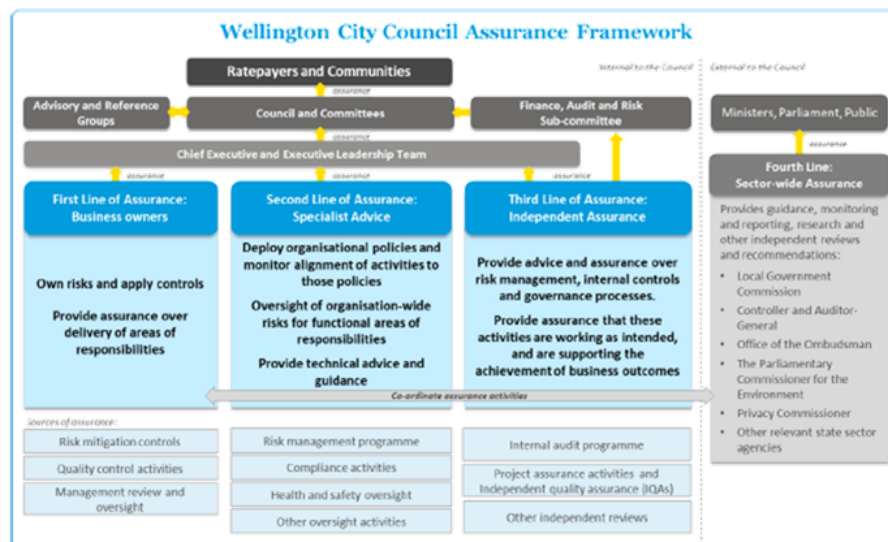 Wellington City Council Assurance Framework
Internal to the Council
External to the Council
Ratepayers and Communities
assurance
Advisory and Reference
Groups
Council and Committees
Finance, Audit and Risk
Sub-committee
Ministers, Parliament, Public
assurance
assurance
Chief Executive and Executive Leadership Team
assurance
assurance
assurance
First Line of Assurance:
Business owners
Own risks and apply controls
Provide assurance over
delivery of areas of
responsibilities
Second Line of Assurance:
Specialist Advice
Deploy organisational policies and
monitor alignment of activities to
those policies
Oversight of organisation-wide
risks for functional areas of
responsibilities
Provide technical advice and
guidance
Third Line of Assurance:
Independent Assurance
Provide advice and assurance over
risk management, internal controls
and governance processes.
Provide assurance that these
activities are working as intended,
and are supporting the
achievement of business outcomes
Fourth Line:
Sector-wide Assurance
Provides guidance, monitoring
and reporting, research and
other independent reviews
and recommendations:
• Local Government
Commission
• Controller and Auditor-
General
• Office of the Ombudsman
• The Parliamentary
Commissioner for the
Environment
• Privacy Commissioner
• Other relevant state sector
agencies
Co-ordinate assurance activities
Sources of assurance:
Risk mitigation controls
Quality control activities
Management review and
oversight
Risk management programme
Compliance activities
Health and safety oversight
Other oversight activities
Internal audit programme
Project assurance activities and
Independent quality assurance (IQAs)
Other independent reviews